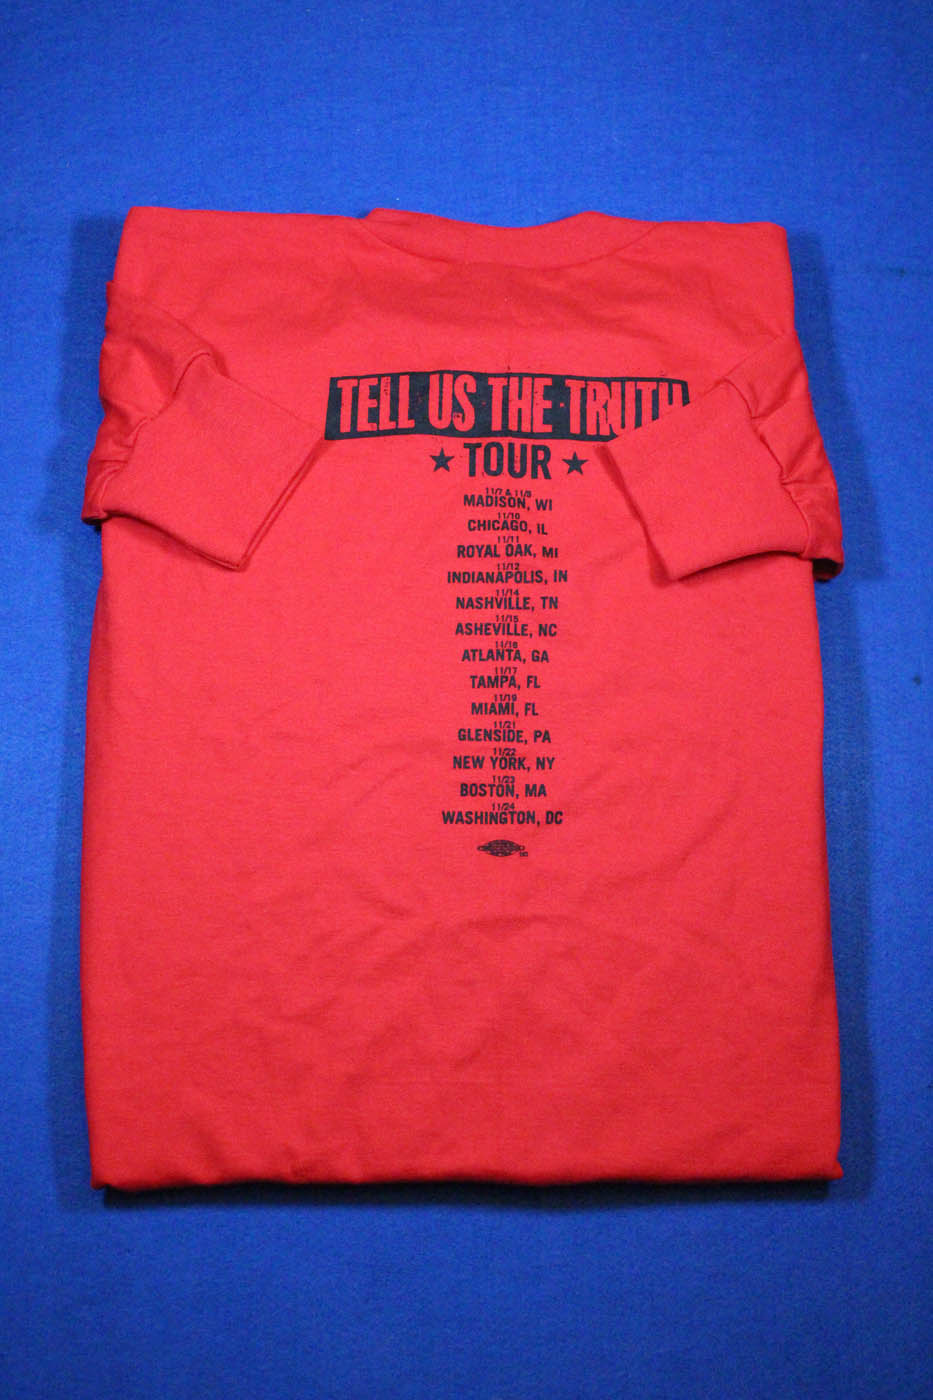 TELL US THE TRUTH
TOUR
11/7 & 11/8
MADISON, WI
11/10
CHICAGO, IL
11/11
ROYAL OAK, MI
11/12
INDIANAPOLIS, IN
11/14
NASHVILLE, TN
11/15
ASHEVILLE, NC
11/16
ATLANTA, GA
11/17
TAMPA, FL
11/19
MIAMI, FL
11/21
GLENSIDE, PA
11/22
NEW YORK, NY
11/23
BOSTON, MA
11/24
WASHINGTON, DC